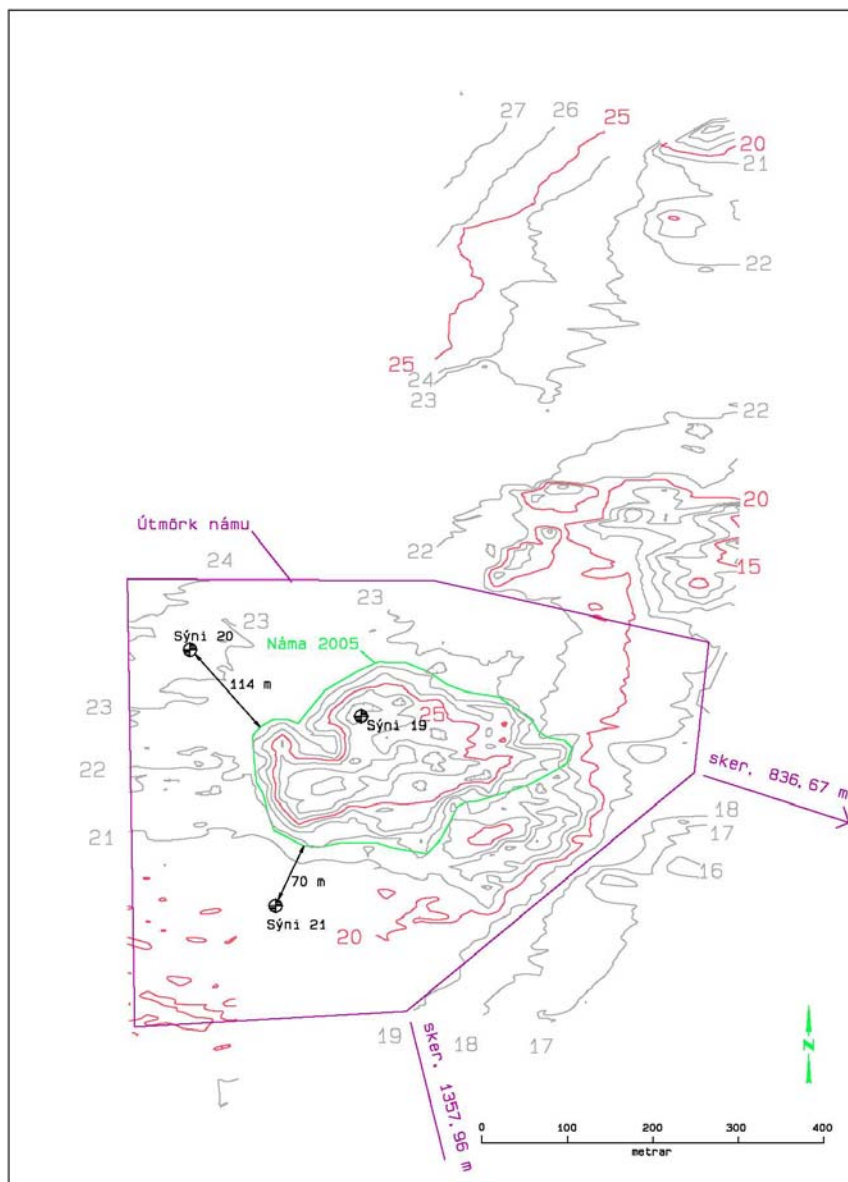 27
26
25
20
21
22
25
24
23
22
20
15
22
Útmörk námu
24
23
23
Sýni 20
Náma 2005
114 m
23
25
Sýni 19
22
sker. 836,67 m
21
18
17
16
70 m
Sýni 21
20
19
18
17
sker. 1357,96 m
N
0 100 200 300 400
metrar